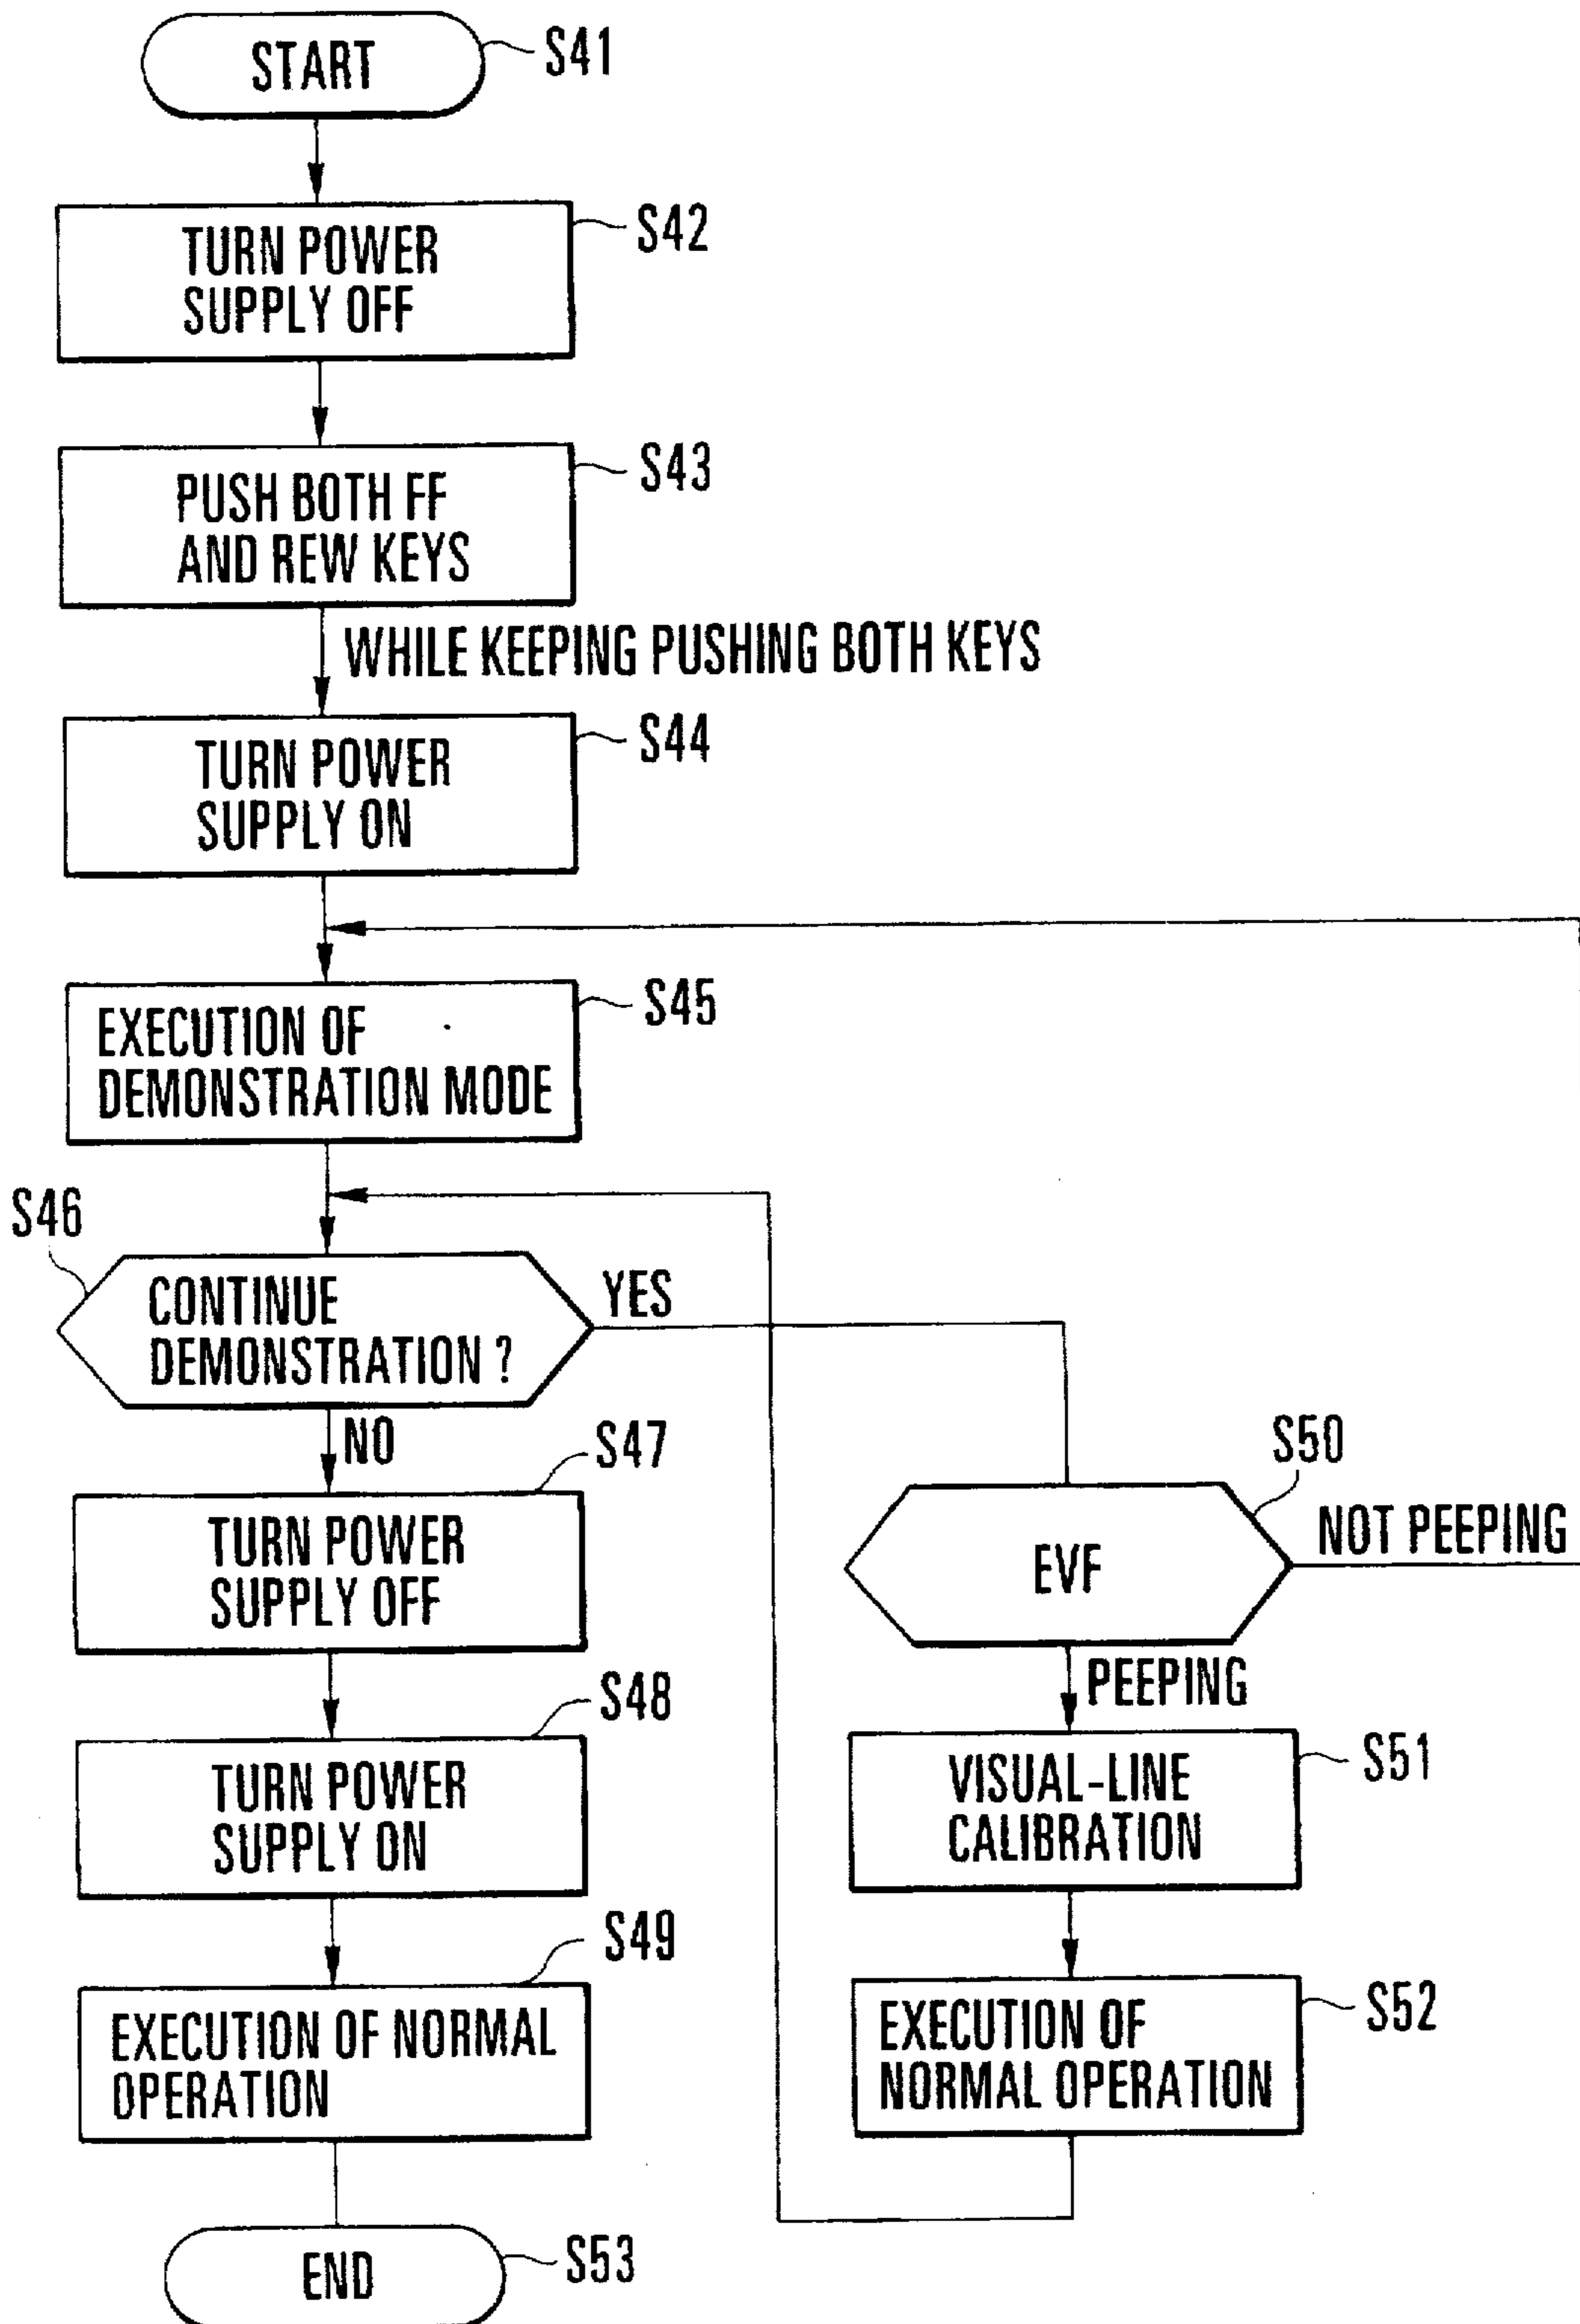 START
S41
TURN POWER
SUPPLY OFF
S42
PUSH BOTH FF
AND REW KEYS
S43
WHILE KEEPING PUSHING BOTH KEYS
TURN POWER
SUPPLY ON
S44
EXECUTION OF
DEMONSTRATION MODE
S45
S46
CONTINUE
DEMONSTRATION ?
YES
NO
S47
TURN POWER
SUPPLY OFF
S48
TURN POWER
SUPPLY ON
S49
EXECUTION OF NORMAL
OPERATION
END
S53
S50
EVF
NOT PEEPING
PEEPING
VISUAL-LINE
CALIBRATION
S51
EXECUTION OF
NORMAL OPERATION
S52